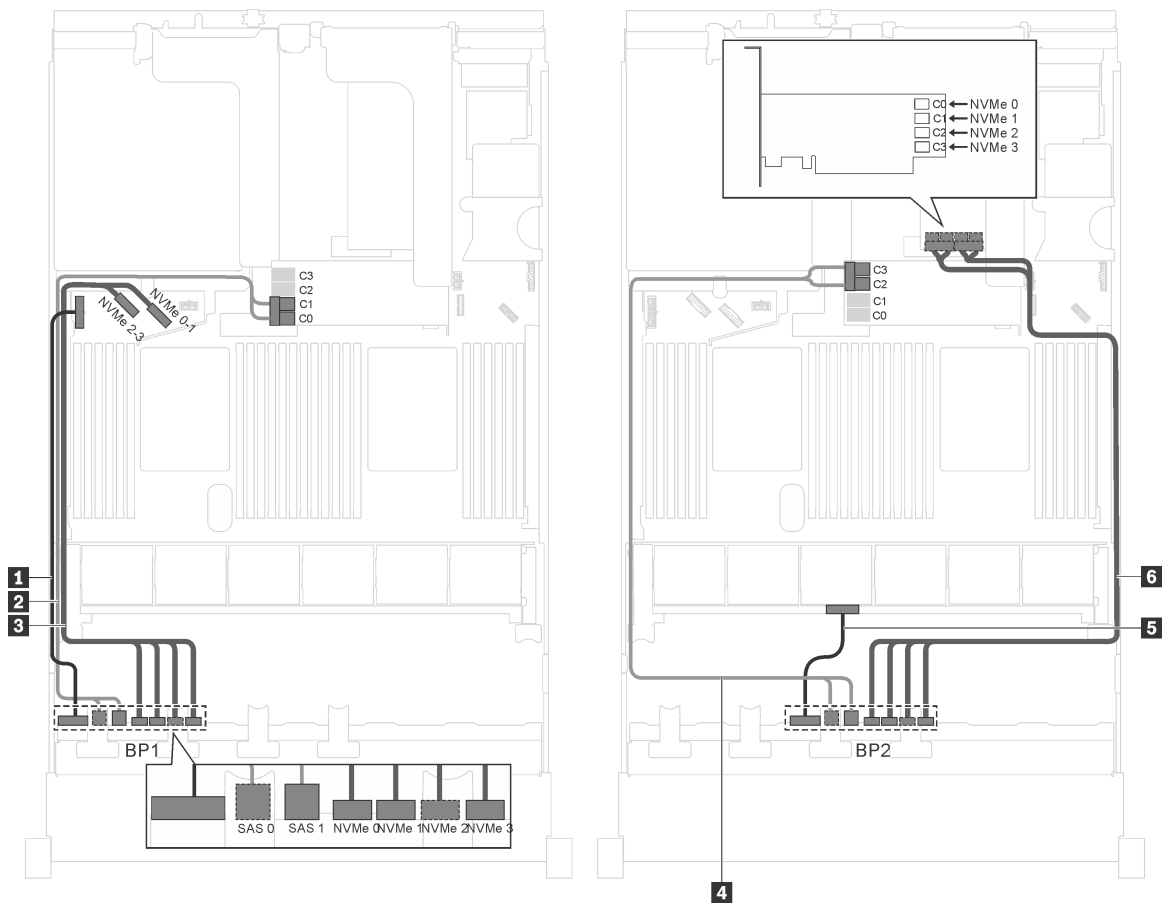 C3
C2
C1
C0
NVMe 0-1
NVMe 2-3
1
2
3
BP1
SAS 0
SAS 1
NVMe 0
NVMe 1
NVMe 2
NVMe 3
C0 NVMe 0
C1 NVMe 1
C2 NVMe 2
C3 NVMe 3
C3
C2
C1
C0
6
5
BP2
4